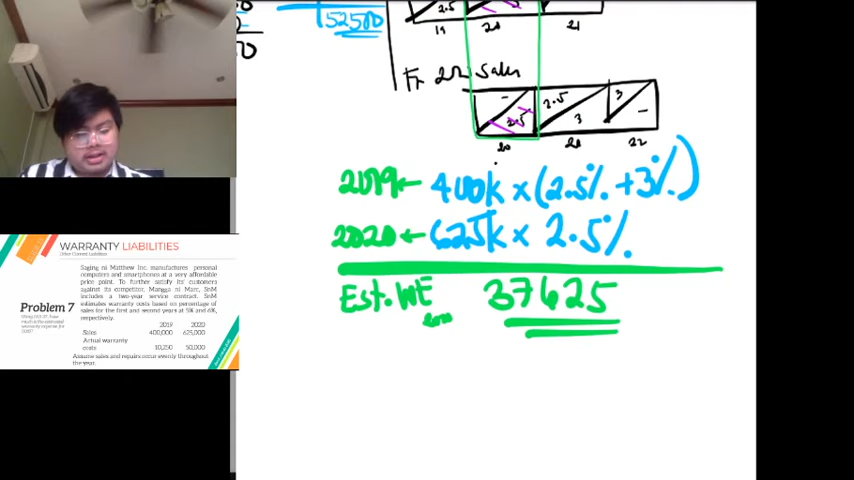 52500
2.5
3
19
20
21
Fr 20 Sales
-
2.5
2.5
3
3
-
20
21
22
2019 ← 400k × (2.5% + 3%)
2020 ← 625k × 2.5%
Est. WE 37625
2020
WARRANTY LIABILITIES
Other Current Liabilities
Problem 7
Saging ni Matthew Inc. manufactures personal
computers and smartphones at a very affordable
price point. To further satisfy its customers
against its competitor, Mangga ni Marc, SnM
includes a two-year service contract. SnM
estimates warranty costs based on percentage of
sales for the first and second years at 5% and 6%,
respectively.
2019 2020
Sales 400,000 625,000
Actual warranty
costs 50,000
Assume sales and repairs occur evenly throughout
the year.